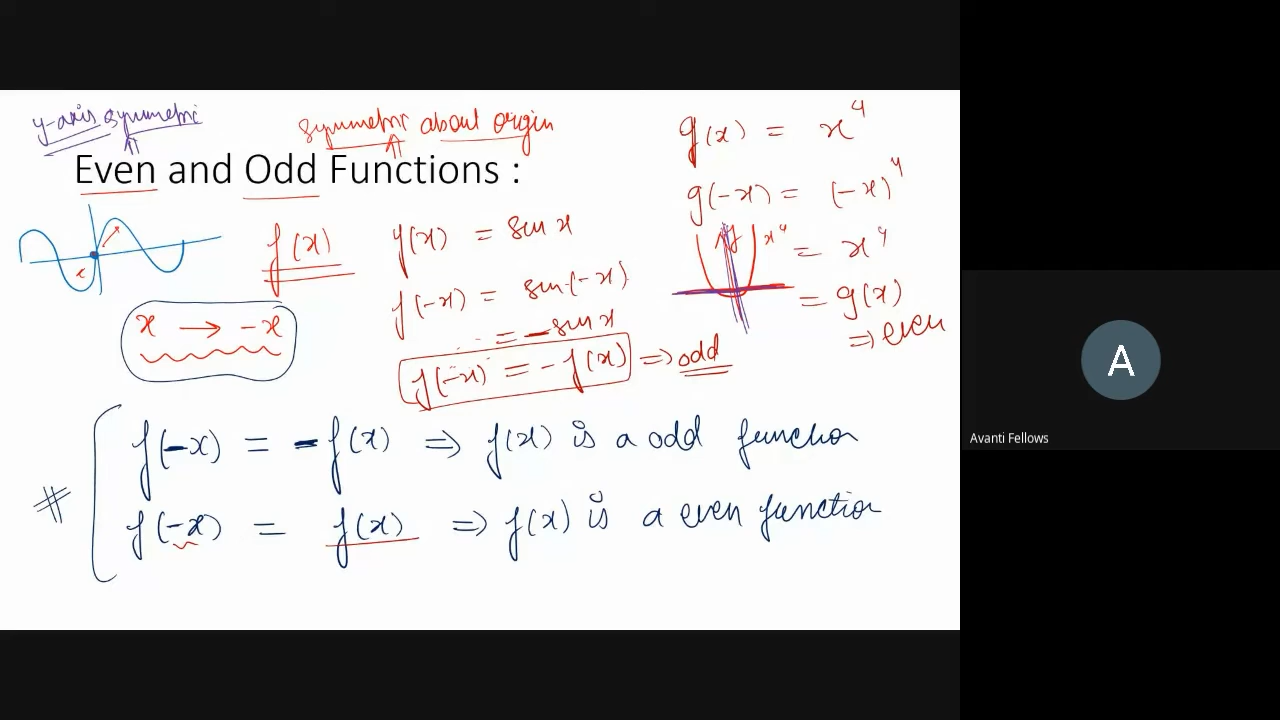 y-axis symmetric
symmetric about origin
Even and Odd Functions :
f(x)
x → -x
f(x) = sin x
f(-x) = sin(-x)
= -sin x
f(-x) = -f(x) ⇒ odd
g(x) = x⁴
g(-x) = (-x)⁴
x⁴ = x⁴
= g(x)
⇒ even
# f(-x) = -f(x) ⇒ f(x) is a odd function
f(-x) = f(x) ⇒ f(x) is a even function
A
Avanti Fellows